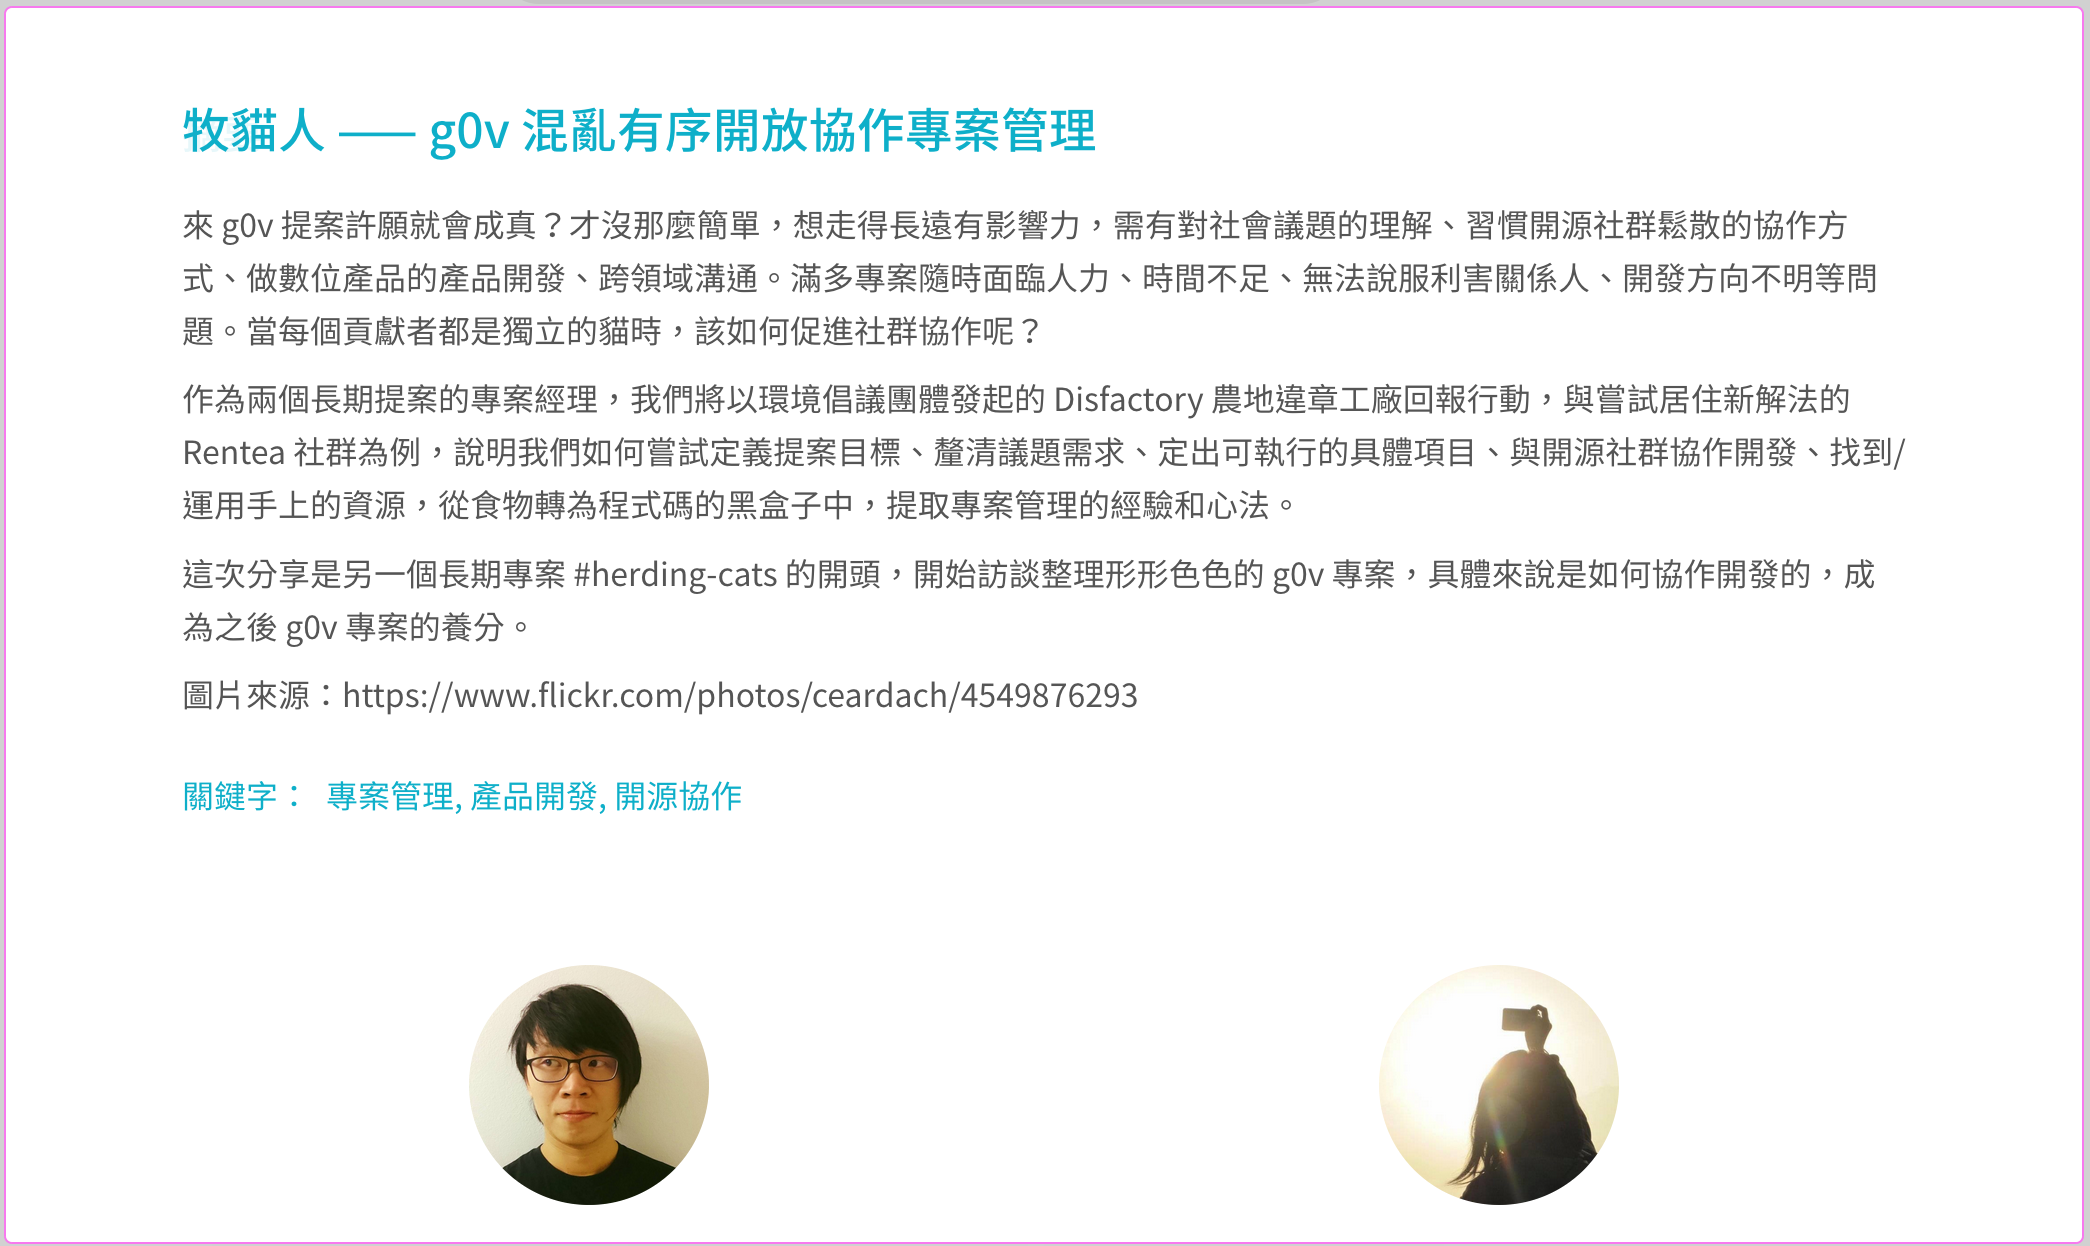 牧貓人 —— g0v 混亂有序開放協作專案管理
來 g0v 提案許願就會成真？才沒那麼簡單，想走得長遠有影響力，需有對社會議題的理解、習慣開源社群鬆散的協作方
式、做數位產品的產品開發、跨領域溝通。滿多專案隨時面臨人力、時間不足、無法說服利害關係人、開發方向不明等問
題。當每個貢獻者都是獨立的貓時，該如何促進社群協作呢？
作為兩個長期提案的專案經理，我們將以環境倡議團體發起的 Disfactory 農地違章工廠回報行動，與嘗試居住新解法的
Rentea 社群為例，說明我們如何嘗試定義提案目標、釐清議題需求、定出可執行的具體項目、與開源社群協作開發、找到/
運用手上的資源，從食物轉為程式碼的黑盒子中，提取專案管理的經驗和心法。
這次分享是另一個長期專案 #herding-cats 的開頭，開始訪談整理形形色色的 g0v 專案，具體來說是如何協作開發的，成
為之後 g0v 專案的養分。
圖片來源：https://www.flickr.com/photos/ceardach/4549876293
關鍵字： 專案管理, 產品開發, 開源協作